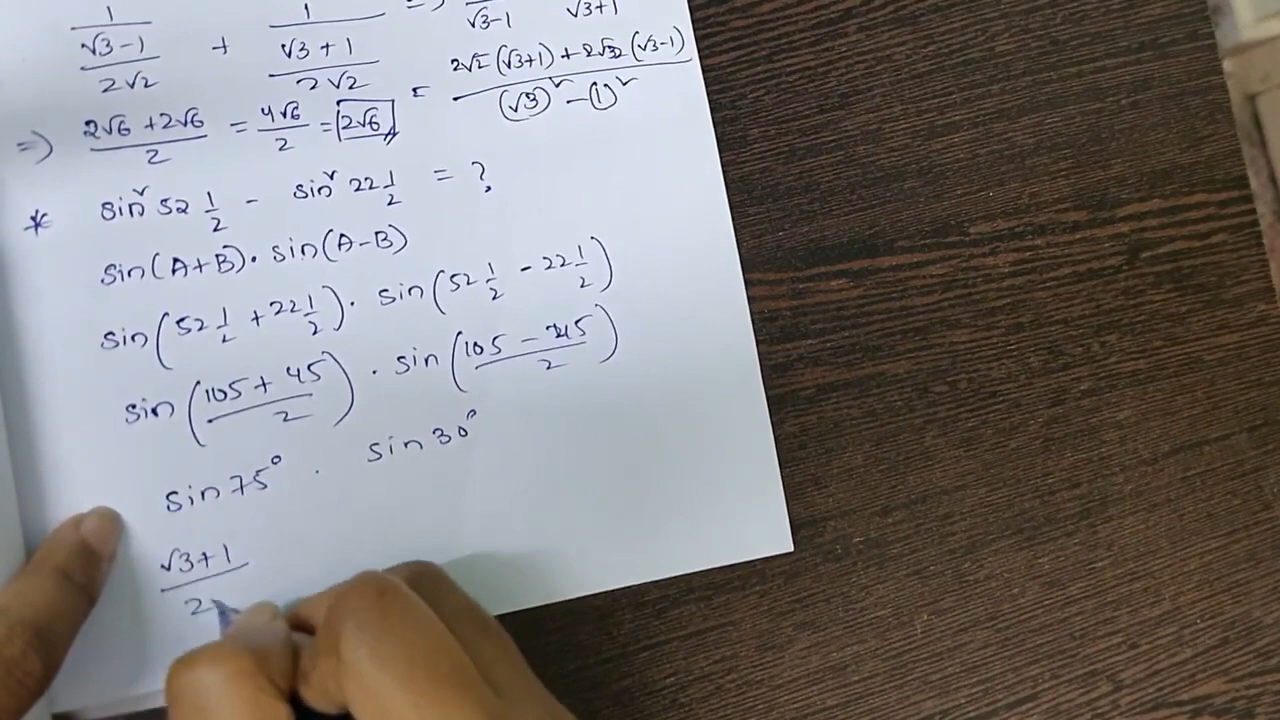 1/((√3-1)/(2√2)) + 1/((√3+1)/(2√2)) =) /(√3-1) /(√3+1)
= (2√2(√3+1) + 2√2(√3-1))/((√3)² - (1)²)
=) (2√6 + 2√6)/2 = 4√6/2 = 2√6
* sin² 52 1/2 - sin² 22 1/2 = ?
sin(A+B) · sin(A-B)
sin(52 1/2 + 22 1/2) · sin(52 1/2 - 22 1/2)
sin((105 + 45)/2) · sin((105 - 45)/2)
sin 75° · sin 30°
(√3+1)/2